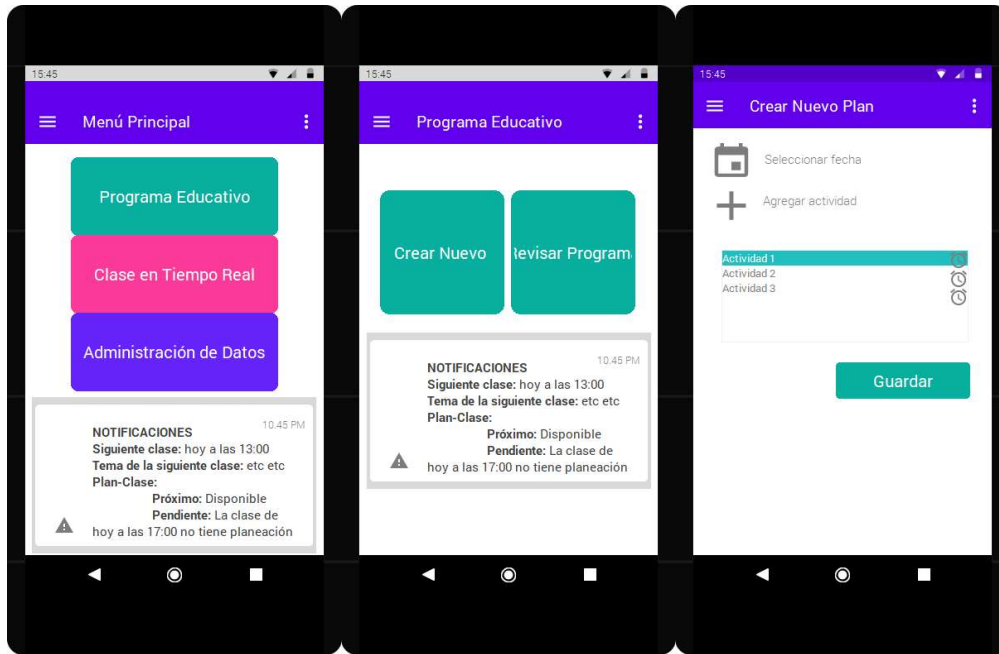 15:45
Menú Principal
Programa Educativo
Clase en Tiempo Real
Administración de Datos
10.45 PM
NOTIFICACIONES
Siguiente clase: hoy a las 13:00
Tema de la siguiente clase: etc etc
Plan-Clase:
Próximo: Disponible
Pendiente: La clase de
hoy a las 17:00 no tiene planeación
15:45
Programa Educativo
Crear Nuevo
Revisar Program
10.45 PM
NOTIFICACIONES
Siguiente clase: hoy a las 13:00
Tema de la siguiente clase: etc etc
Plan-Clase:
Próximo: Disponible
Pendiente: La clase de
hoy a las 17:00 no tiene planeación
15:45
Crear Nuevo Plan
Seleccionar fecha
Agregar actividad
Actividad 1
Actividad 2
Actividad 3
Guardar